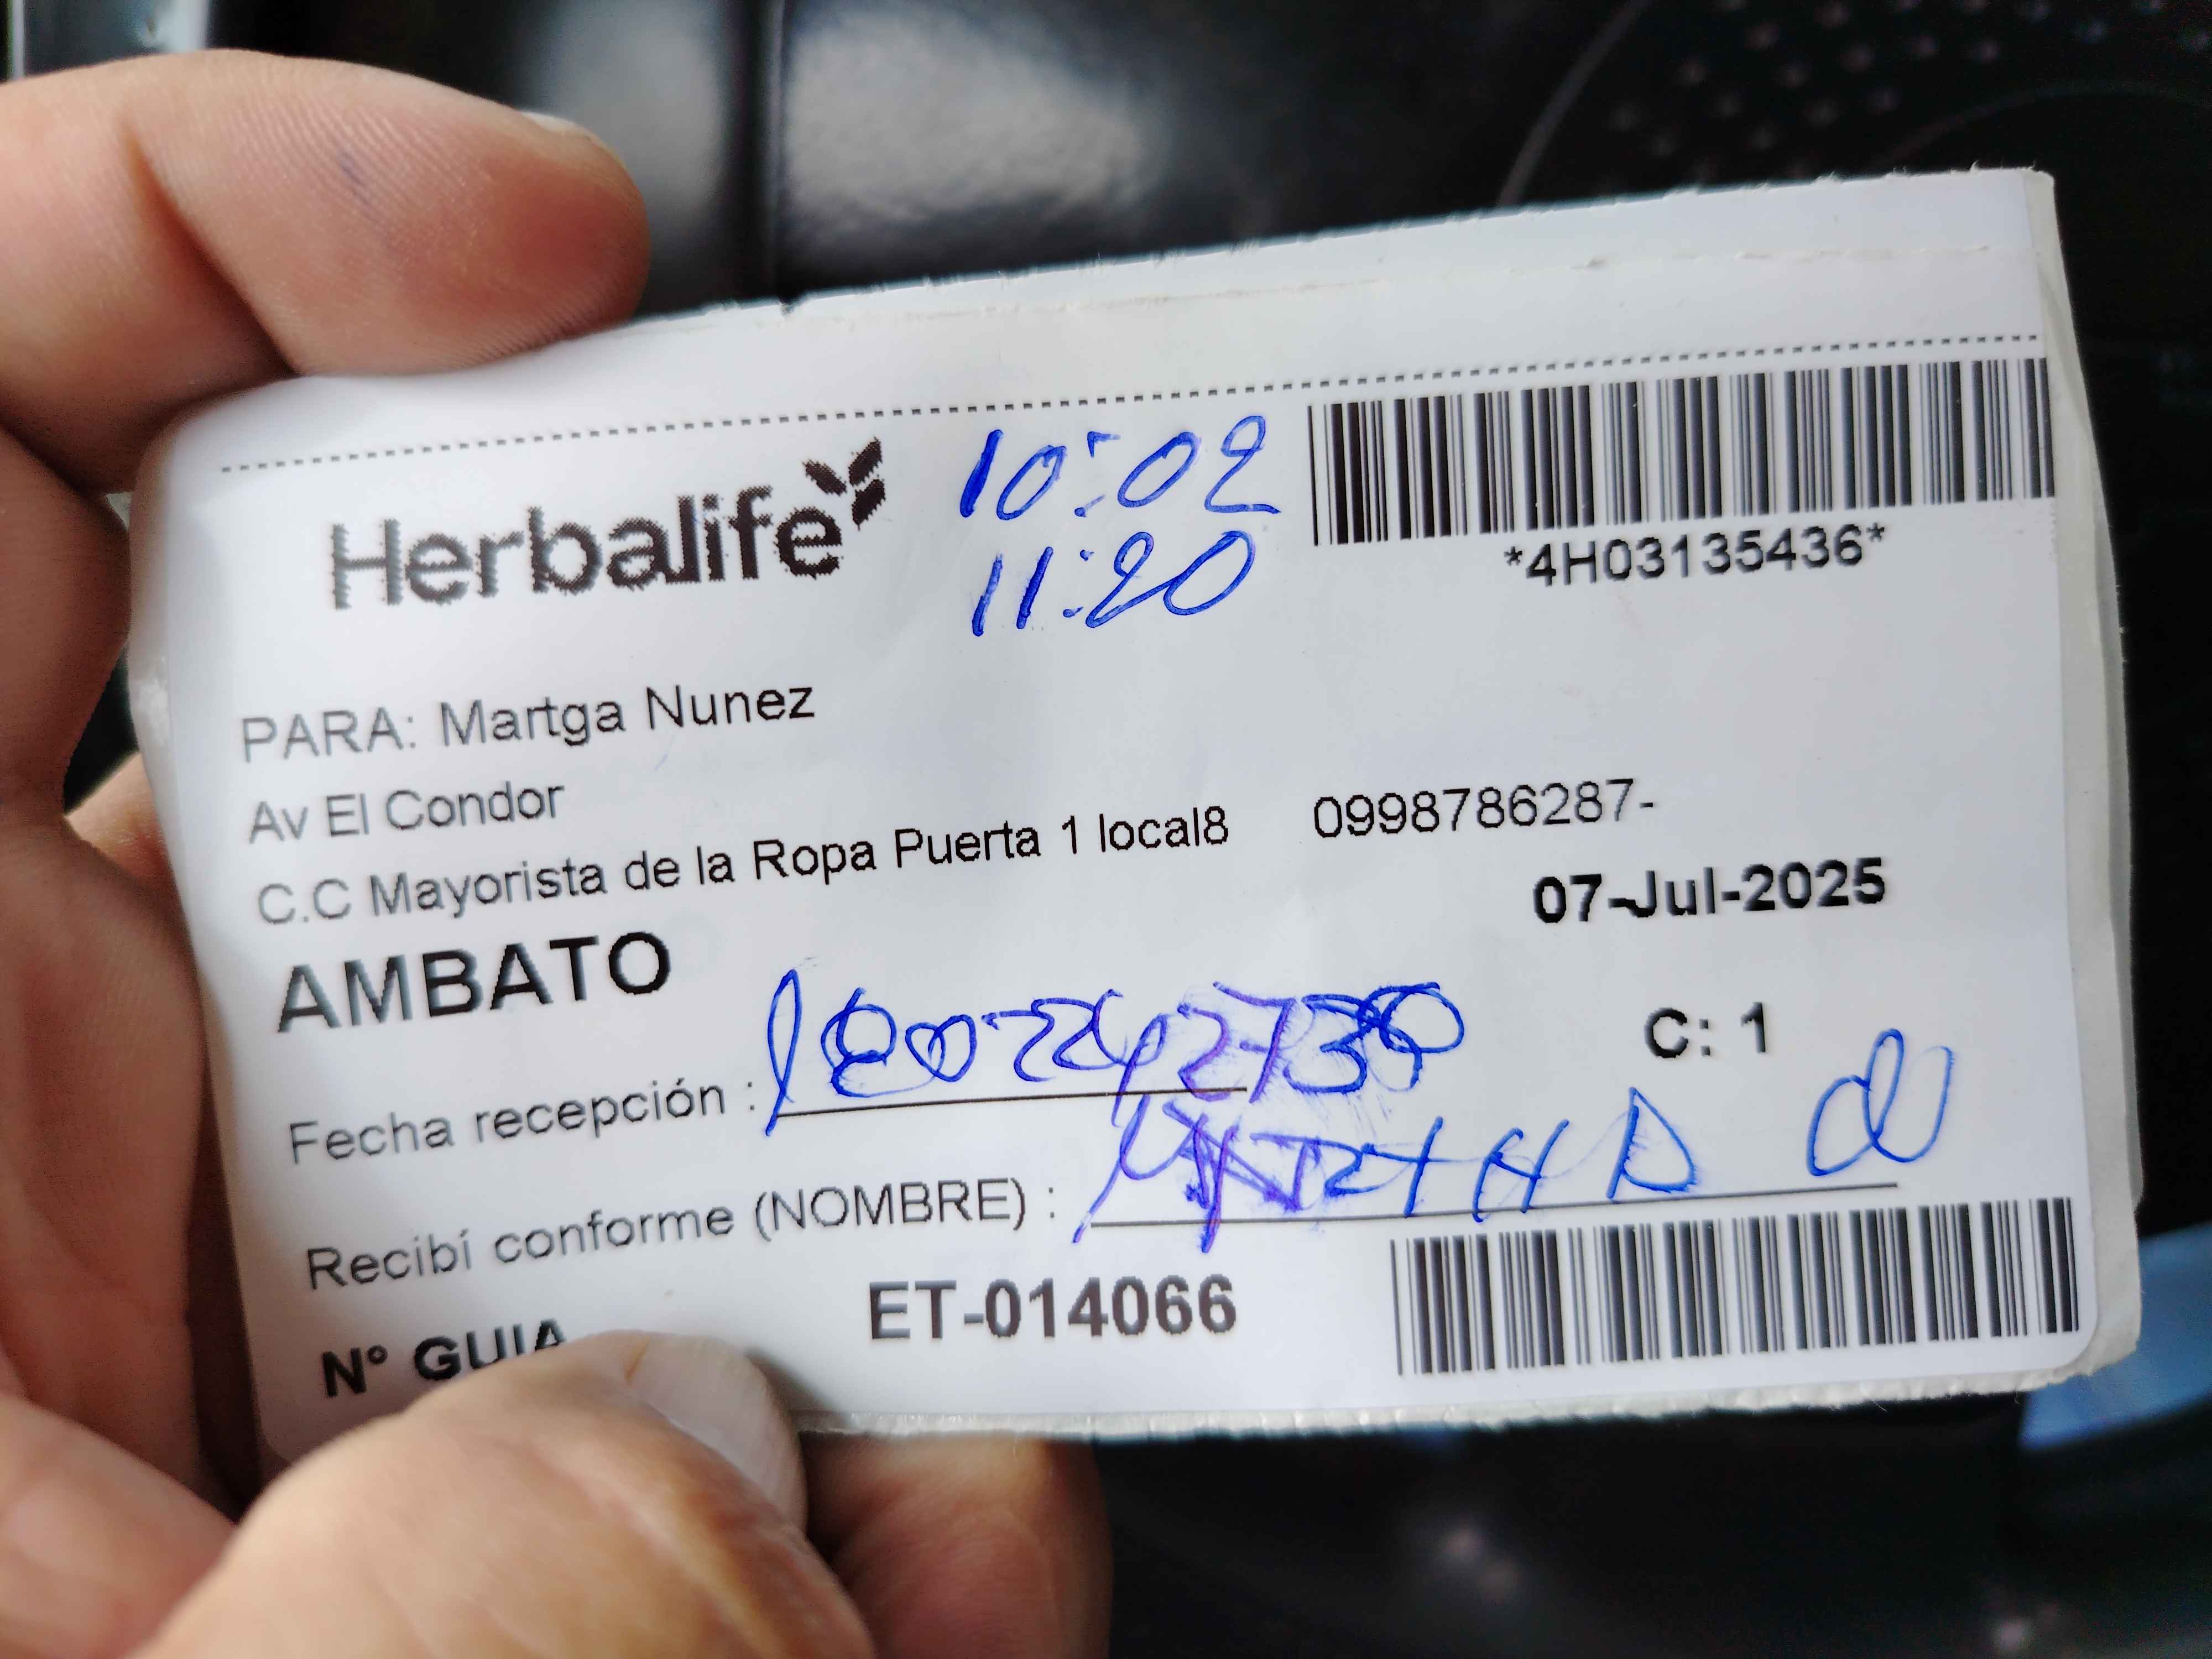 Herbalife
10:02
11:20
*4H03135436*
PARA: Martga Nunez
Av El Condor
C.C Mayorista de la Ropa Puerta 1 local8 0998786287-
07-Jul-2025
AMBATO
C: 1
Fecha recepción :
Recibí conforme (NOMBRE) :
N° GUIA
ET-014066